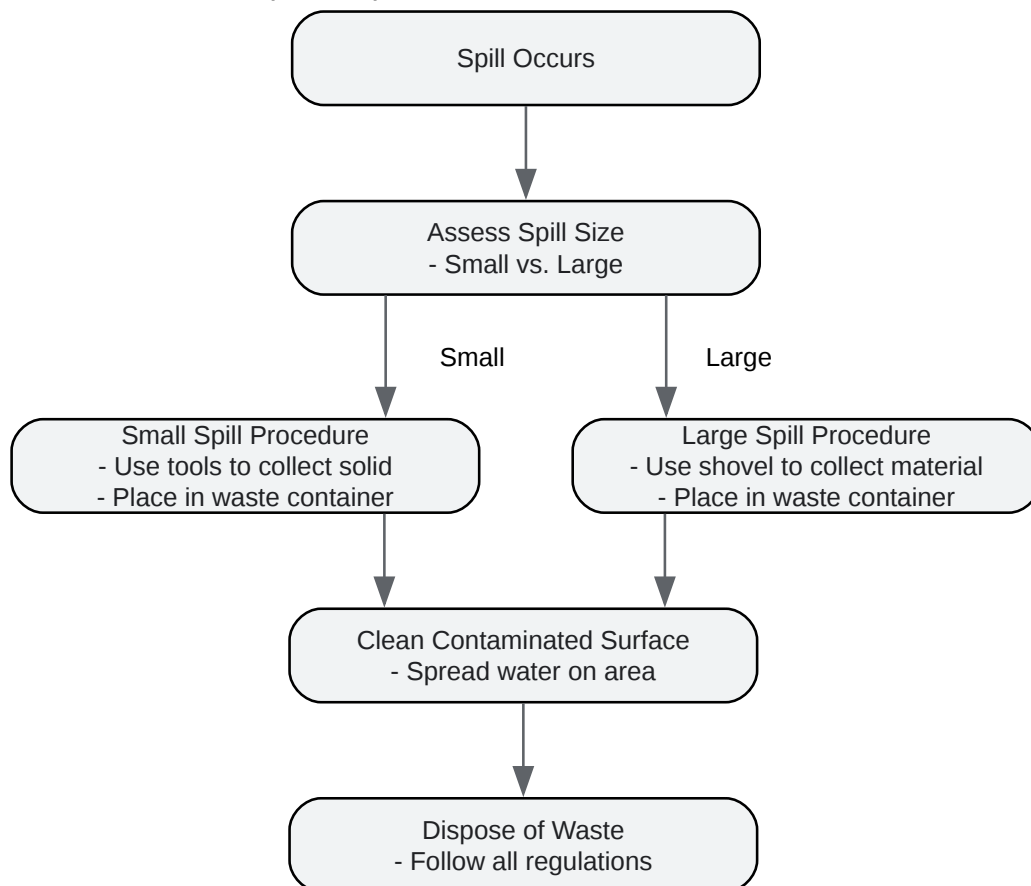 Spill Occurs
Assess Spill Size
- Small vs. Large
Small
Large
Small Spill Procedure
- Use tools to collect solid
- Place in waste container
Large Spill Procedure
- Use shovel to collect material
- Place in waste container
Clean Contaminated Surface
- Spread water on area
Dispose of Waste
- Follow all regulations